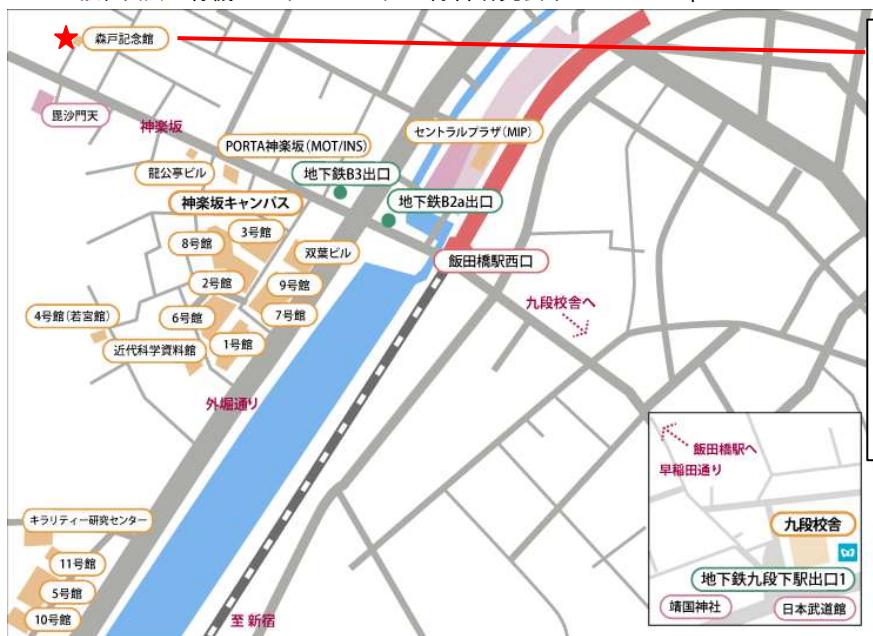 森戸記念館
毘沙門天
神楽坂
PORTA神楽坂(MOT/INS)
セントラルプラザ(MIP)
龍公亭ビル
地下鉄B3出口
地下鉄B2a出口
神楽坂キャンパス
3号館
8号館
双葉ビル
飯田橋駅西口
2号館
9号館
九段校舎へ
4号館(若宮館)
6号館
7号館
近代科学資料館
1号館
外堀通り
飯田橋駅へ
早稲田通り
キラリティー研究センター
九段校舎
11号館
地下鉄九段下駅出口1
5号館
靖国神社
日本武道館
10号館
至 新宿